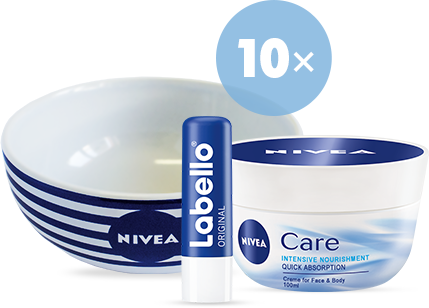 10×
NIVEA
Labello®
ORIGINAL
NIVEA
NIVEA
Care
INTENSIVE NOURISHMENT
QUICK ABSORPTION
Creme for Face & Body
100ml